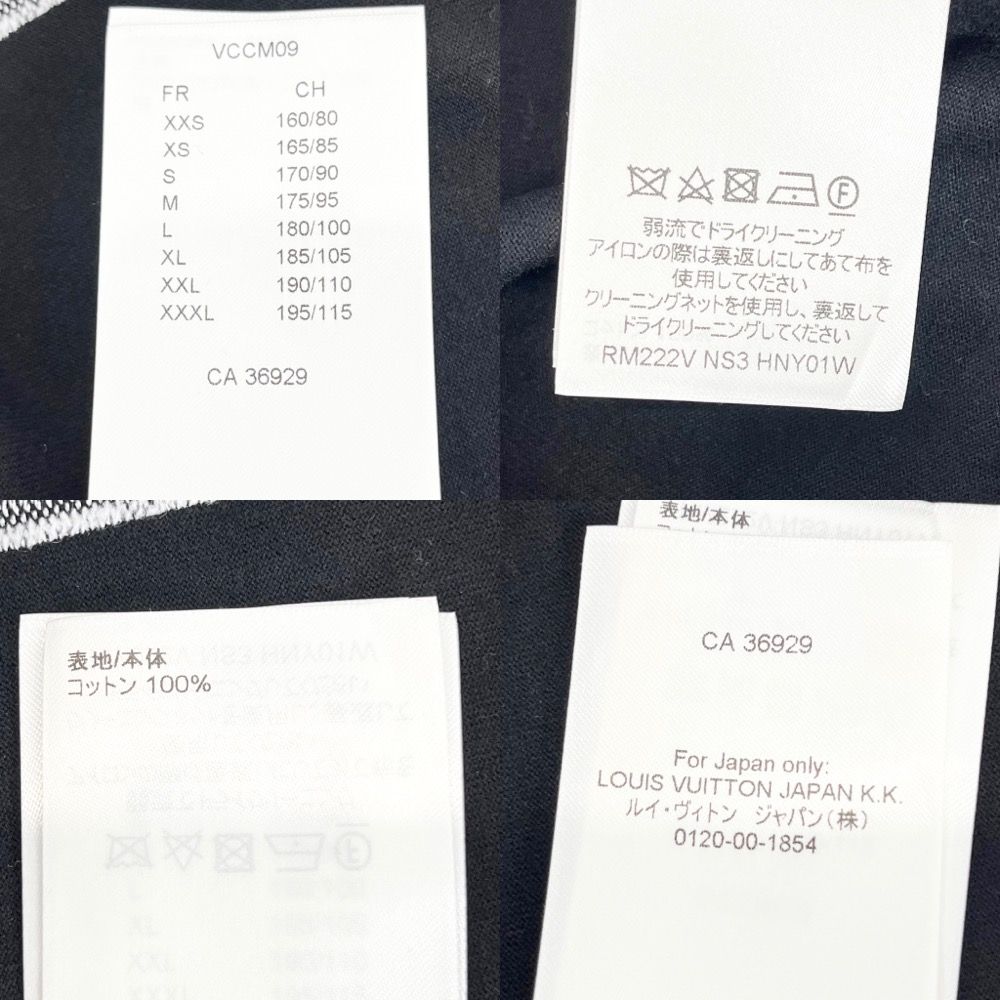 VCCM09
FR CH
XXS 160/80
XS 165/85
S 170/90
M 175/95
L 180/100
XL 185/105
XXL 190/110
XXXL 195/115
CA 36929
F
弱流でドライクリーニング
アイロンの際は裏返しにしてあて布を
使用してください
クリーニングネットを使用し、裏返して
ドライクリーニングしてください
RM222V NS3 HNY01W
表地/本体
コットン 100%
表地/本体
CA 36929
For Japan only:
LOUIS VUITTON JAPAN K.K.
ルイ・ヴィトン ジャパン(株)
0120-00-1854